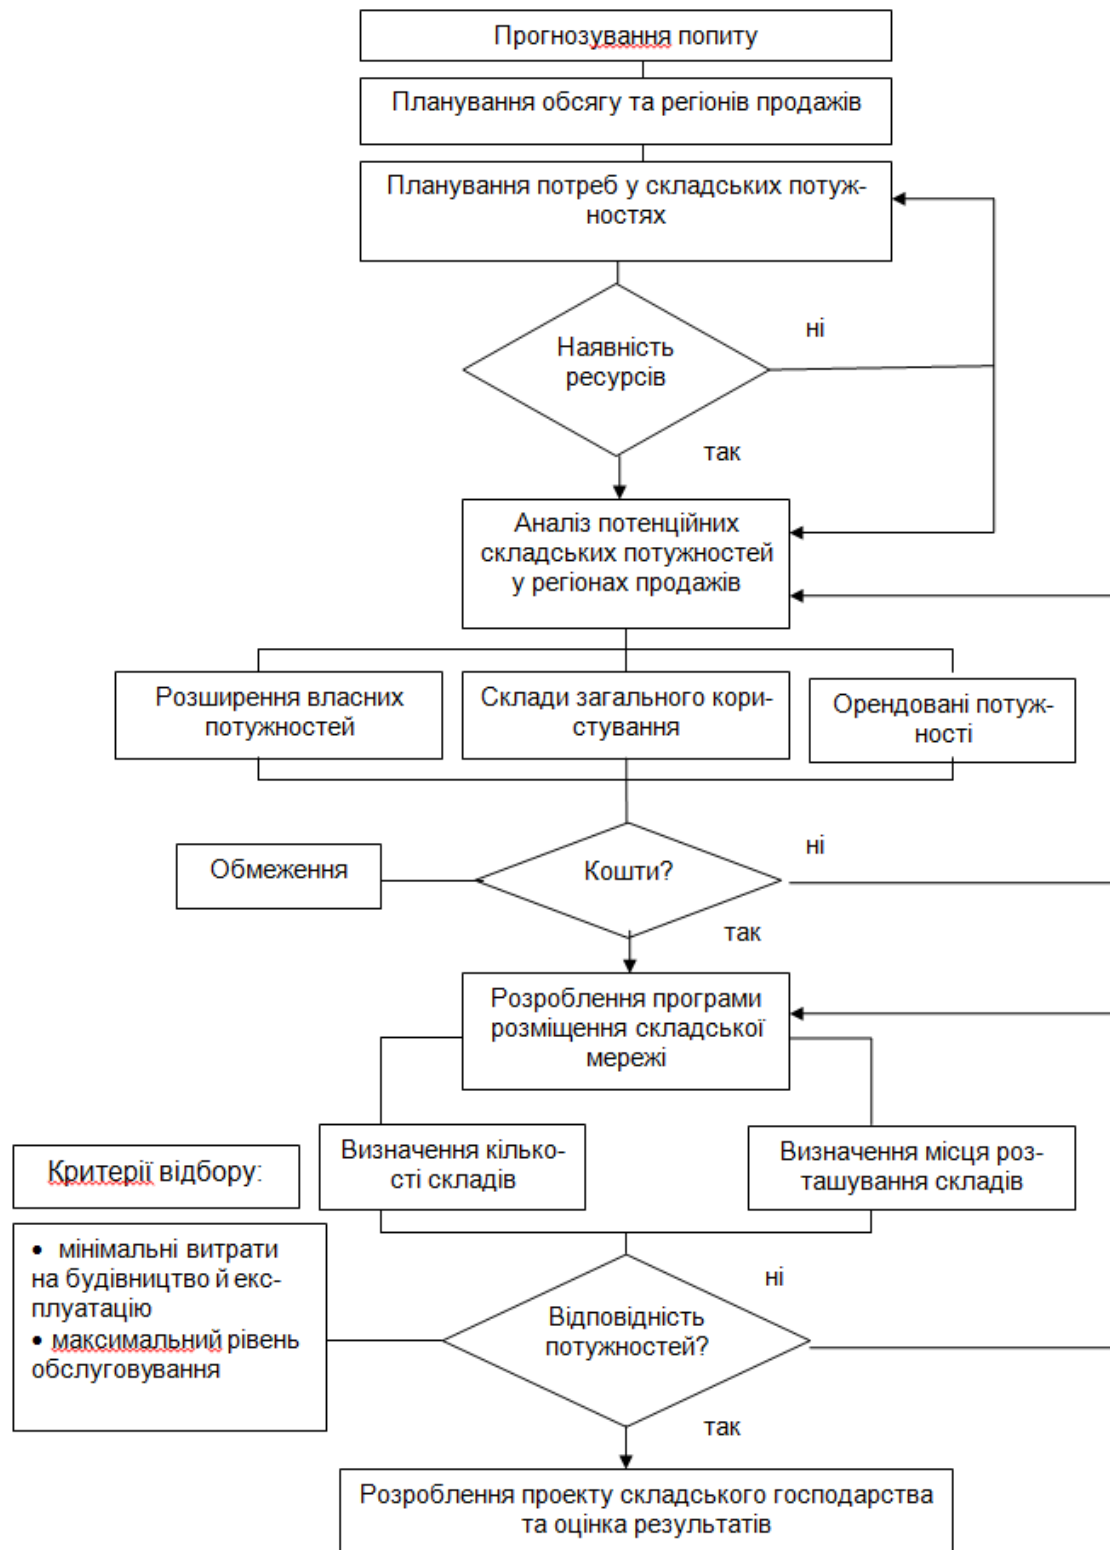 Прогнозування попиту
Планування обсягу та регіонів продажів
Планування потреб у складських потуж-
ностях
ні
Наявність
ресурсів
так
Аналіз потенційних
складських потужностей
у регіонах продажів
Розширення власних
потужностей
Склади загального кори-
стування
Орендовані потуж-
ності
ні
Обмеження
Кошти?
так
Розроблення програми
розміщення складської
мережі
Визначення кілько-
сті складів
Визначення місця роз-
ташування складів
Критерії відбору:
• мінімальні витрати
на будівництво й екс-
плуатацію
• максимальний рівень
обслуговування
ні
Відповідність
потужностей?
так
Розроблення проекту складського господарства
та оцінка результатів